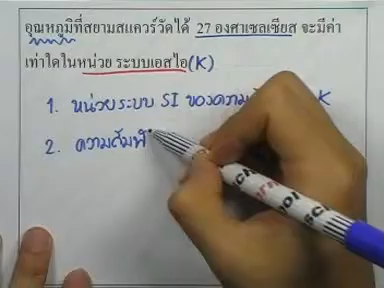 อุณหภูมิที่สยามสแควร์วัดได้ 27 องศาเซลเซียส จะมีค่า
เท่าใดในหน่วย ระบบเอสไอ (K)
1. หน่วยระบบ SI ของความ K
2. ความสัมพั